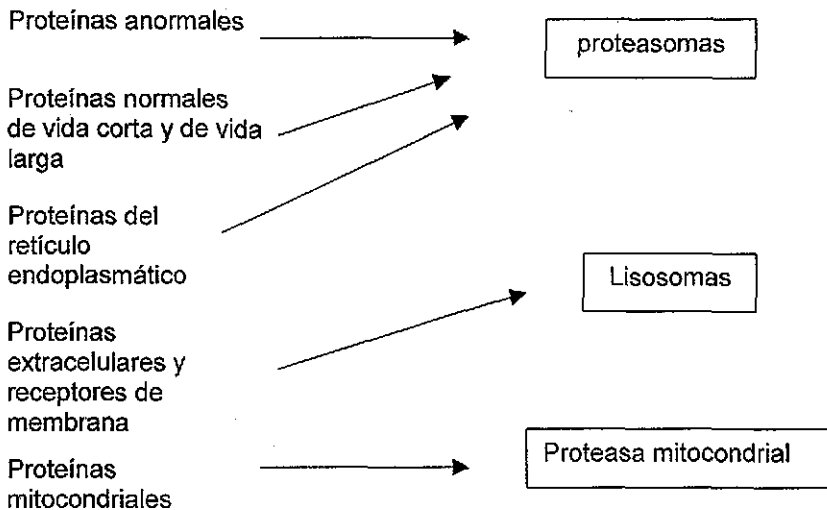 Proteínas anormales
proteasomas
Proteínas normales
de vida corta y de vida
larga
Proteínas del
retículo
endoplasmático
Lisosomas
Proteínas
extracelulares y
receptores de
membrana
Proteasa mitocondrial
Proteínas
mitocondriales